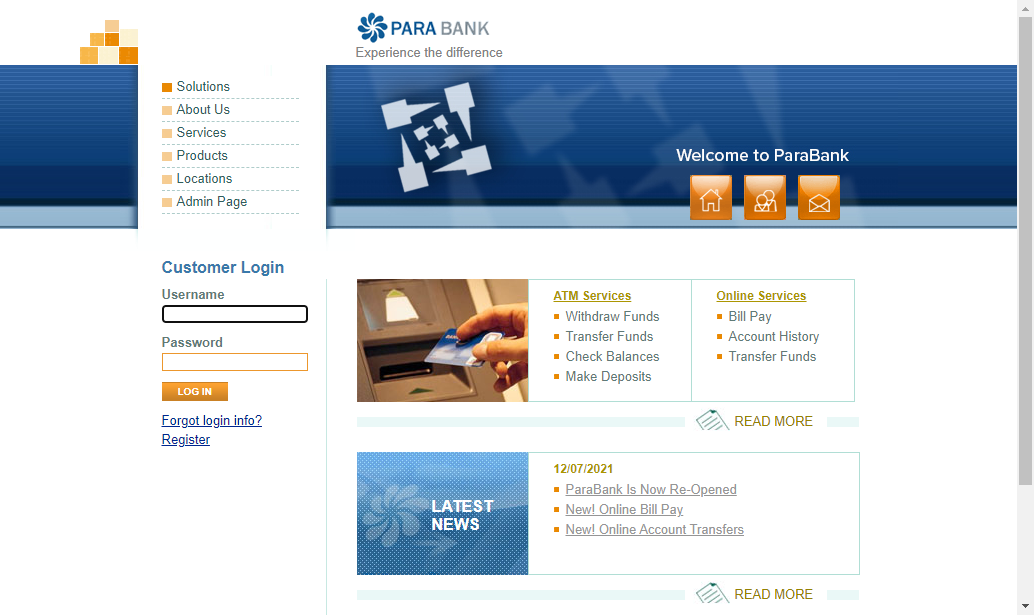 PARA BANK
Experience the difference
Solutions
About Us
Services
Products
Locations
Admin Page
Welcome to ParaBank
Customer Login
Username
Password
LOG IN
Forgot login info?
Register
ATM Services
Withdraw Funds
Transfer Funds
Check Balances
Make Deposits
Online Services
Bill Pay
Account History
Transfer Funds
READ MORE
LATEST
NEWS
12/07/2021
ParaBank Is Now Re-Opened
New! Online Bill Pay
New! Online Account Transfers
READ MORE